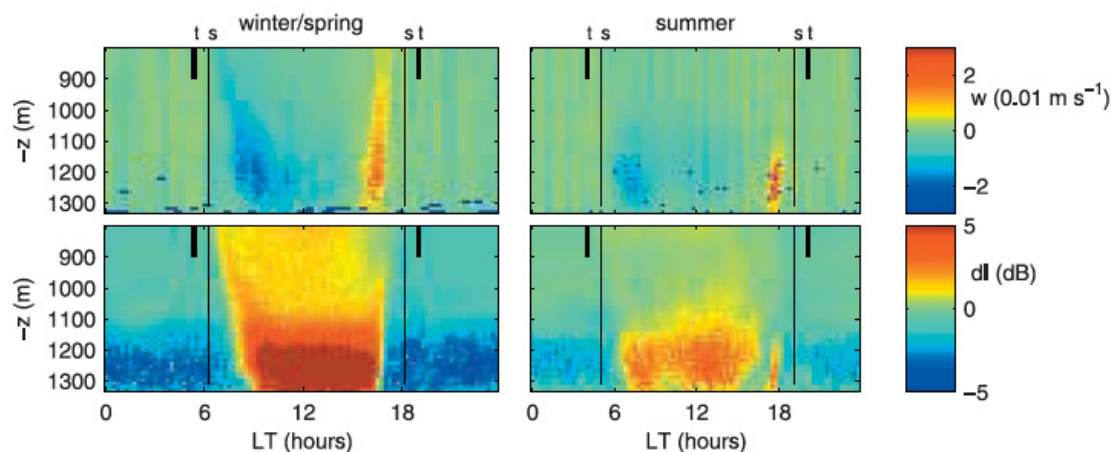 winter/spring
summer
t s s t
t s s t
-z (m)
900
1000
1100
1200
1300
2
0
-2
w (0.01 m s⁻¹)
-z (m)
900
1000
1100
1200
1300
5
0
-5
dI (dB)
0 6 12 18
0 6 12 18
LT (hours)
LT (hours)